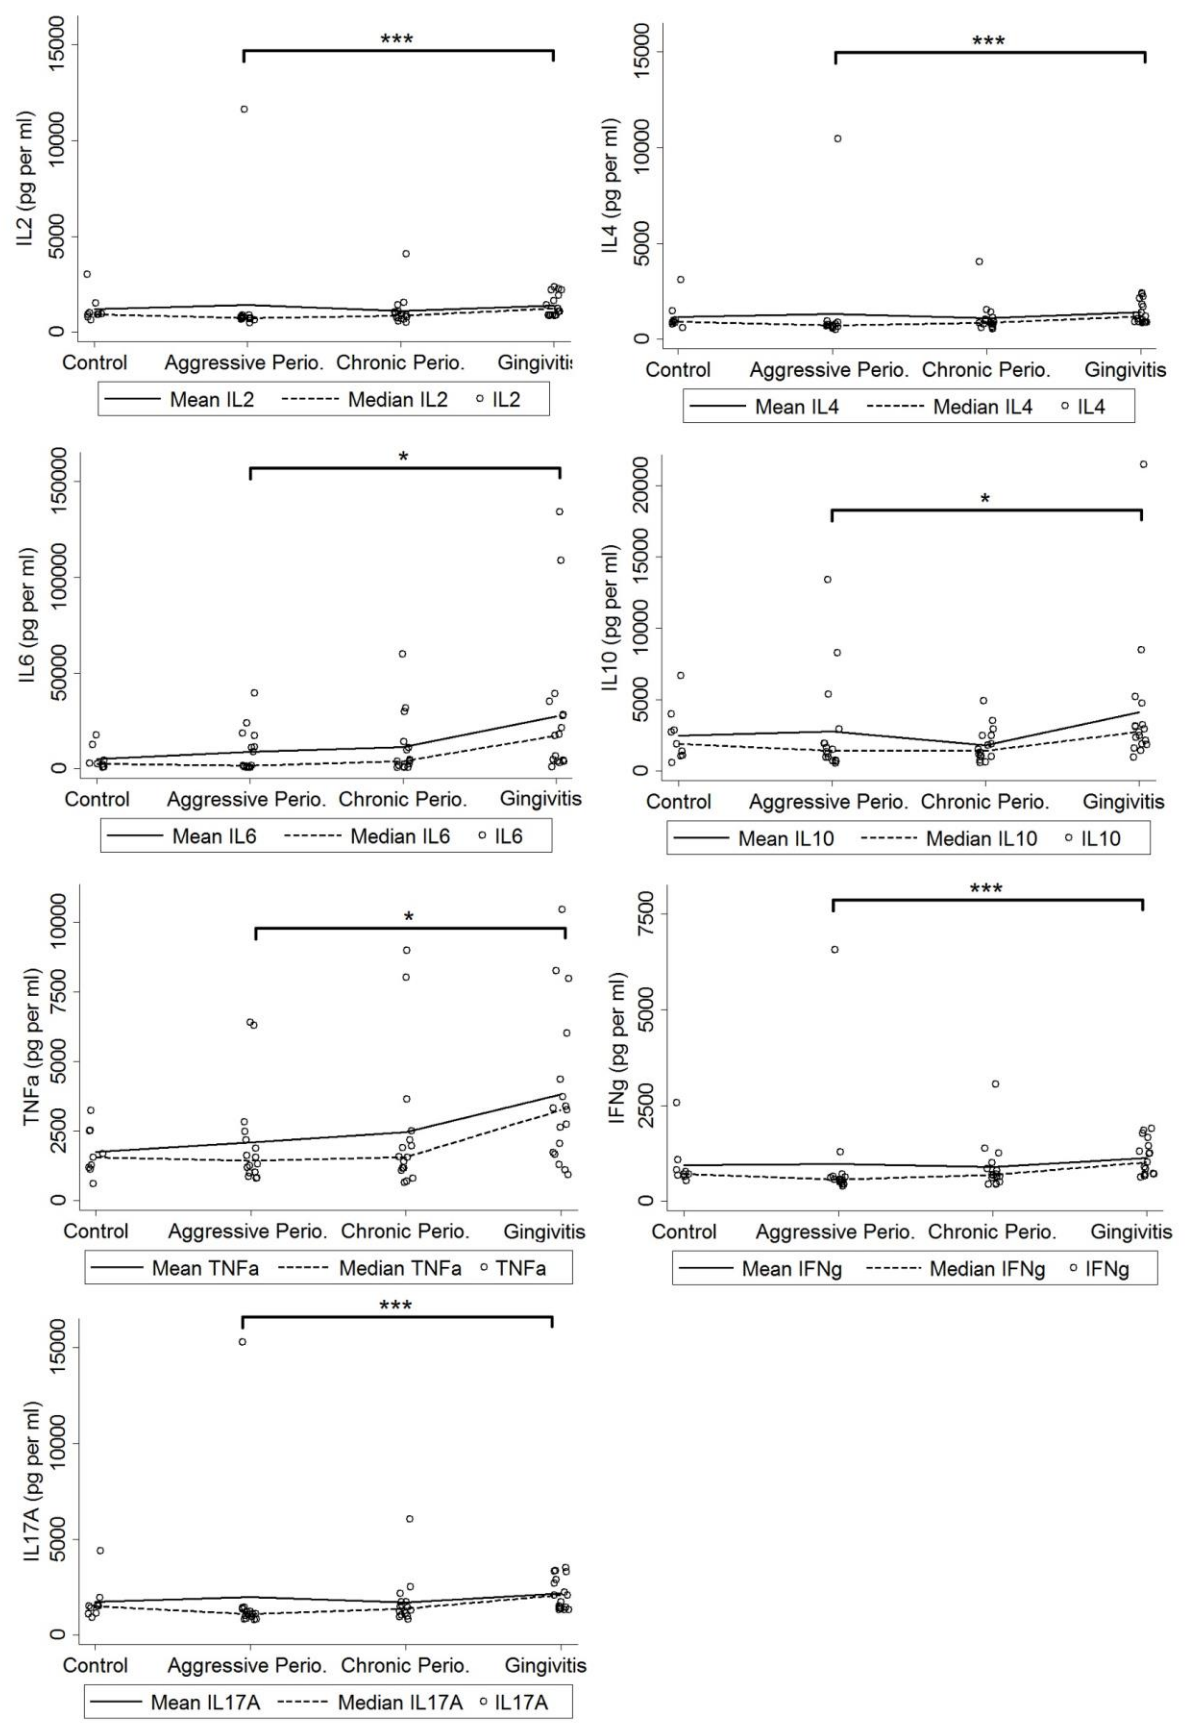 ***
IL2 (pg per ml)
15000
10000
5000
0
Control Aggressive Perio. Chronic Perio. Gingivitis
Mean IL2 Median IL2 IL2
***
IL4 (pg per ml)
15000
10000
5000
0
Control Aggressive Perio. Chronic Perio. Gingivitis
Mean IL4 Median IL4 IL4
*
IL6 (pg per ml)
150000
100000
50000
0
Control Aggressive Perio. Chronic Perio. Gingivitis
Mean IL6 Median IL6 IL6
*
IL10 (pg per ml)
20000
15000
10000
5000
0
Control Aggressive Perio. Chronic Perio. Gingivitis
Mean IL10 Median IL10 IL10
*
TNFa (pg per ml)
10000
7500
5000
2500
0
Control Aggressive Perio. Chronic Perio. Gingivitis
Mean TNFa Median TNFa TNFa
***
IFNg (pg per ml)
7500
5000
2500
0
Control Aggressive Perio. Chronic Perio. Gingivitis
Mean IFNg Median IFNg IFNg
***
IL17A (pg per ml)
15000
10000
5000
0
Control Aggressive Perio. Chronic Perio. Gingivitis
Mean IL17A Median IL17A IL17A